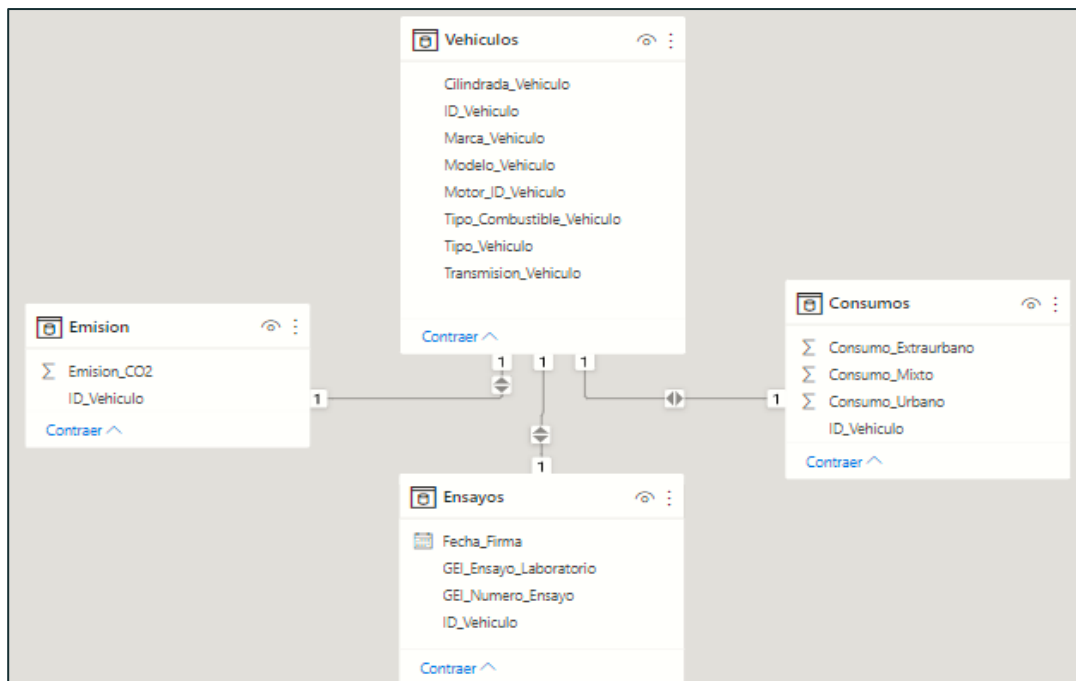 Vehiculos
Cilindrada_Vehiculo
ID_Vehiculo
Marca_Vehiculo
Modelo_Vehiculo
Motor_ID_Vehiculo
Tipo_Combustible_Vehiculo
Tipo_Vehiculo
Transmision_Vehiculo
Contraer
1 1 1
Emision
Emision_CO2
ID_Vehiculo
Contraer
1
Consumos
Consumo_Extraurbano
Consumo_Mixto
Consumo_Urbano
ID_Vehiculo
Contraer
1
1
Ensayos
Fecha_Firma
GEI_Ensayo_Laboratorio
GEI_Numero_Ensayo
ID_Vehiculo
Contraer